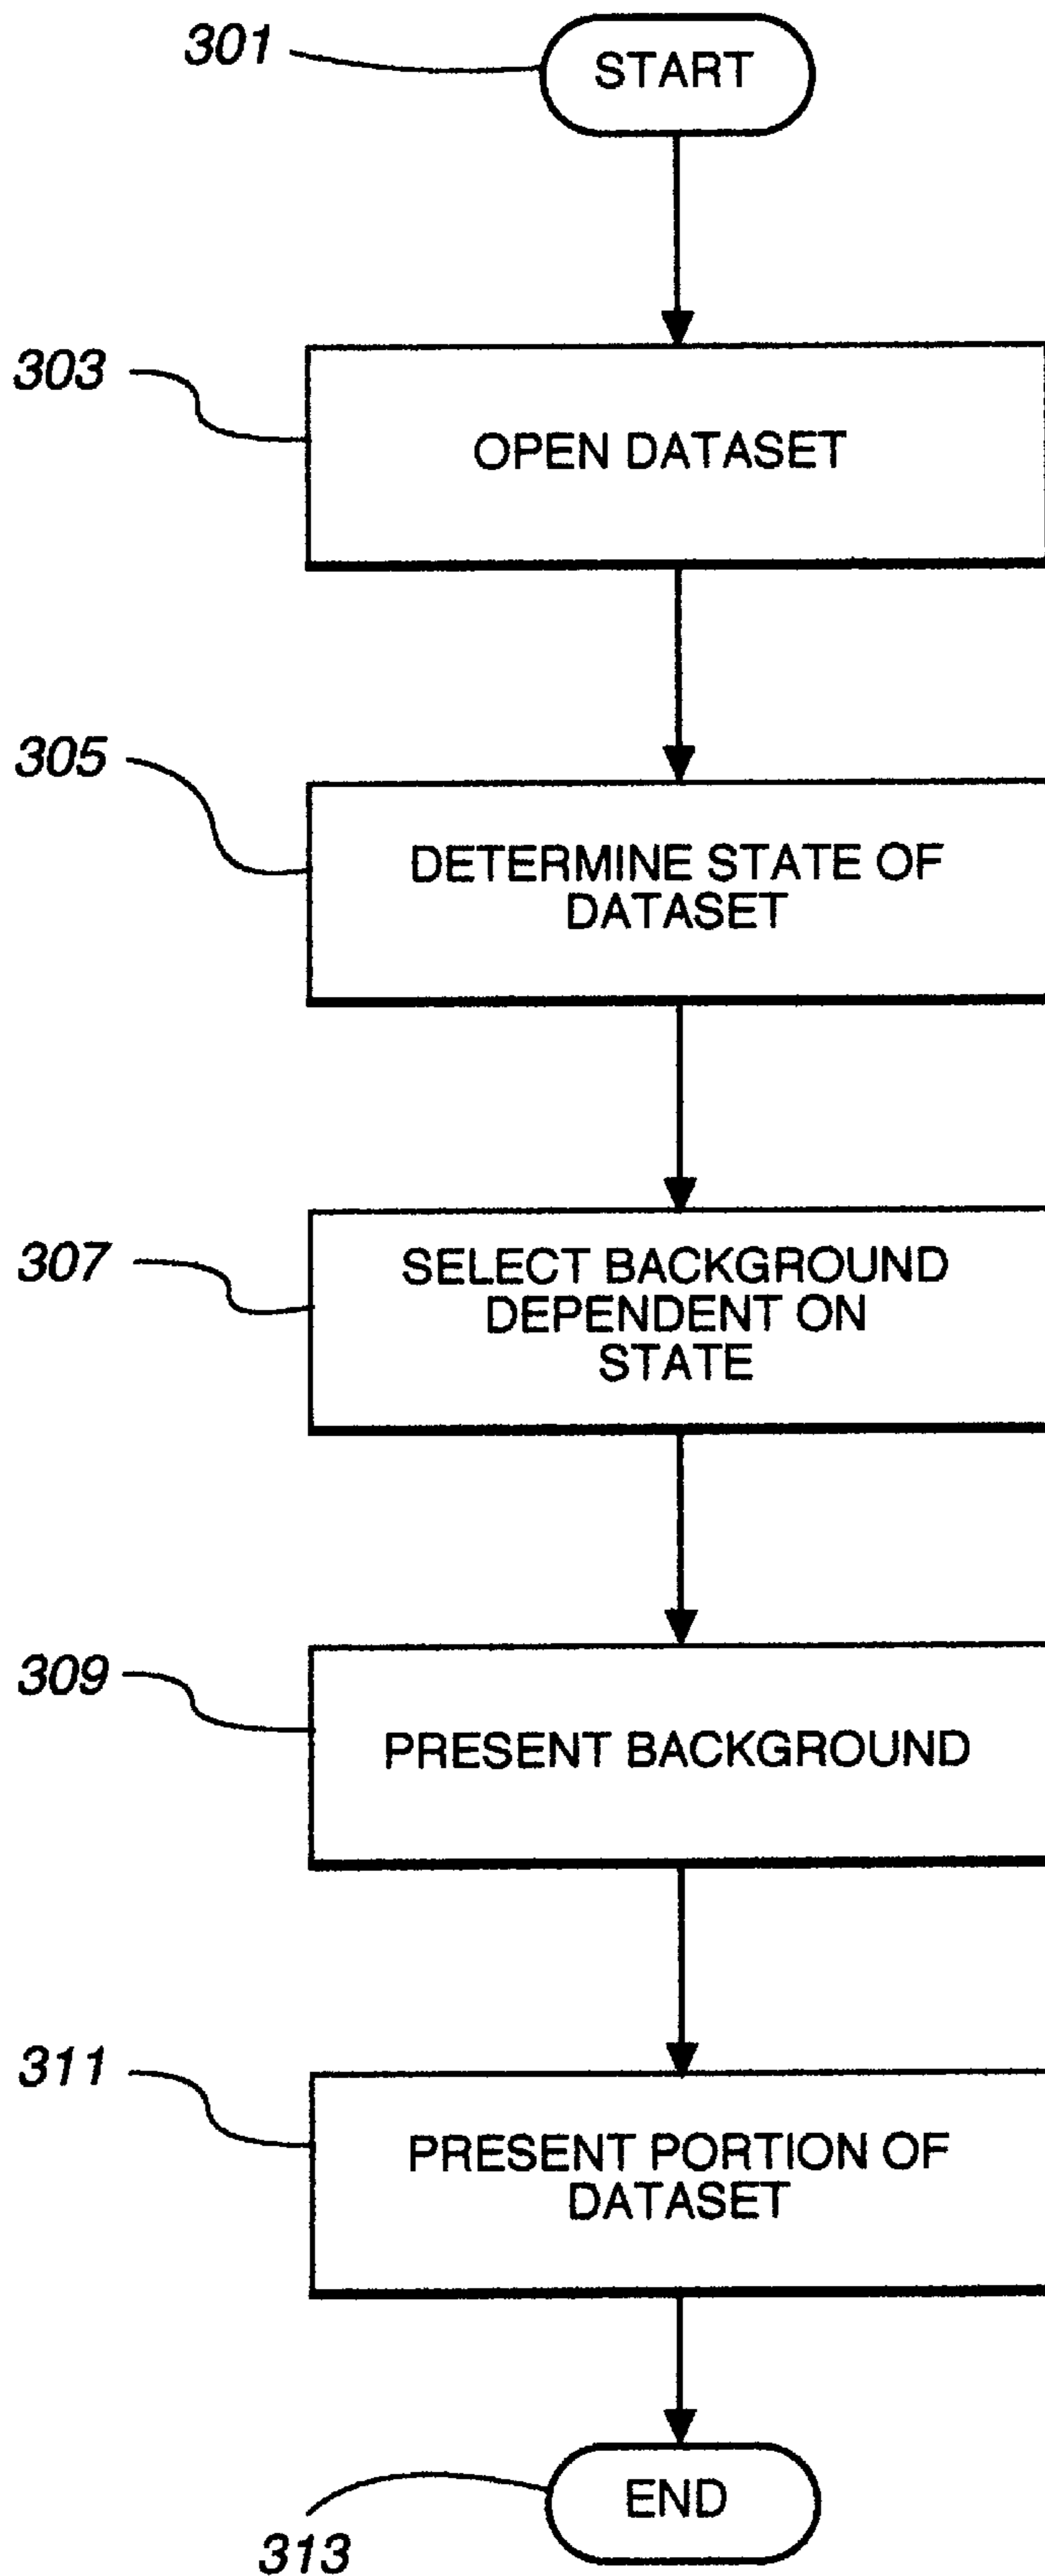 301
START
303
OPEN DATASET
305
DETERMINE STATE OF
DATASET
307
SELECT BACKGROUND
DEPENDENT ON
STATE
309
PRESENT BACKGROUND
311
PRESENT PORTION OF
DATASET
END
313